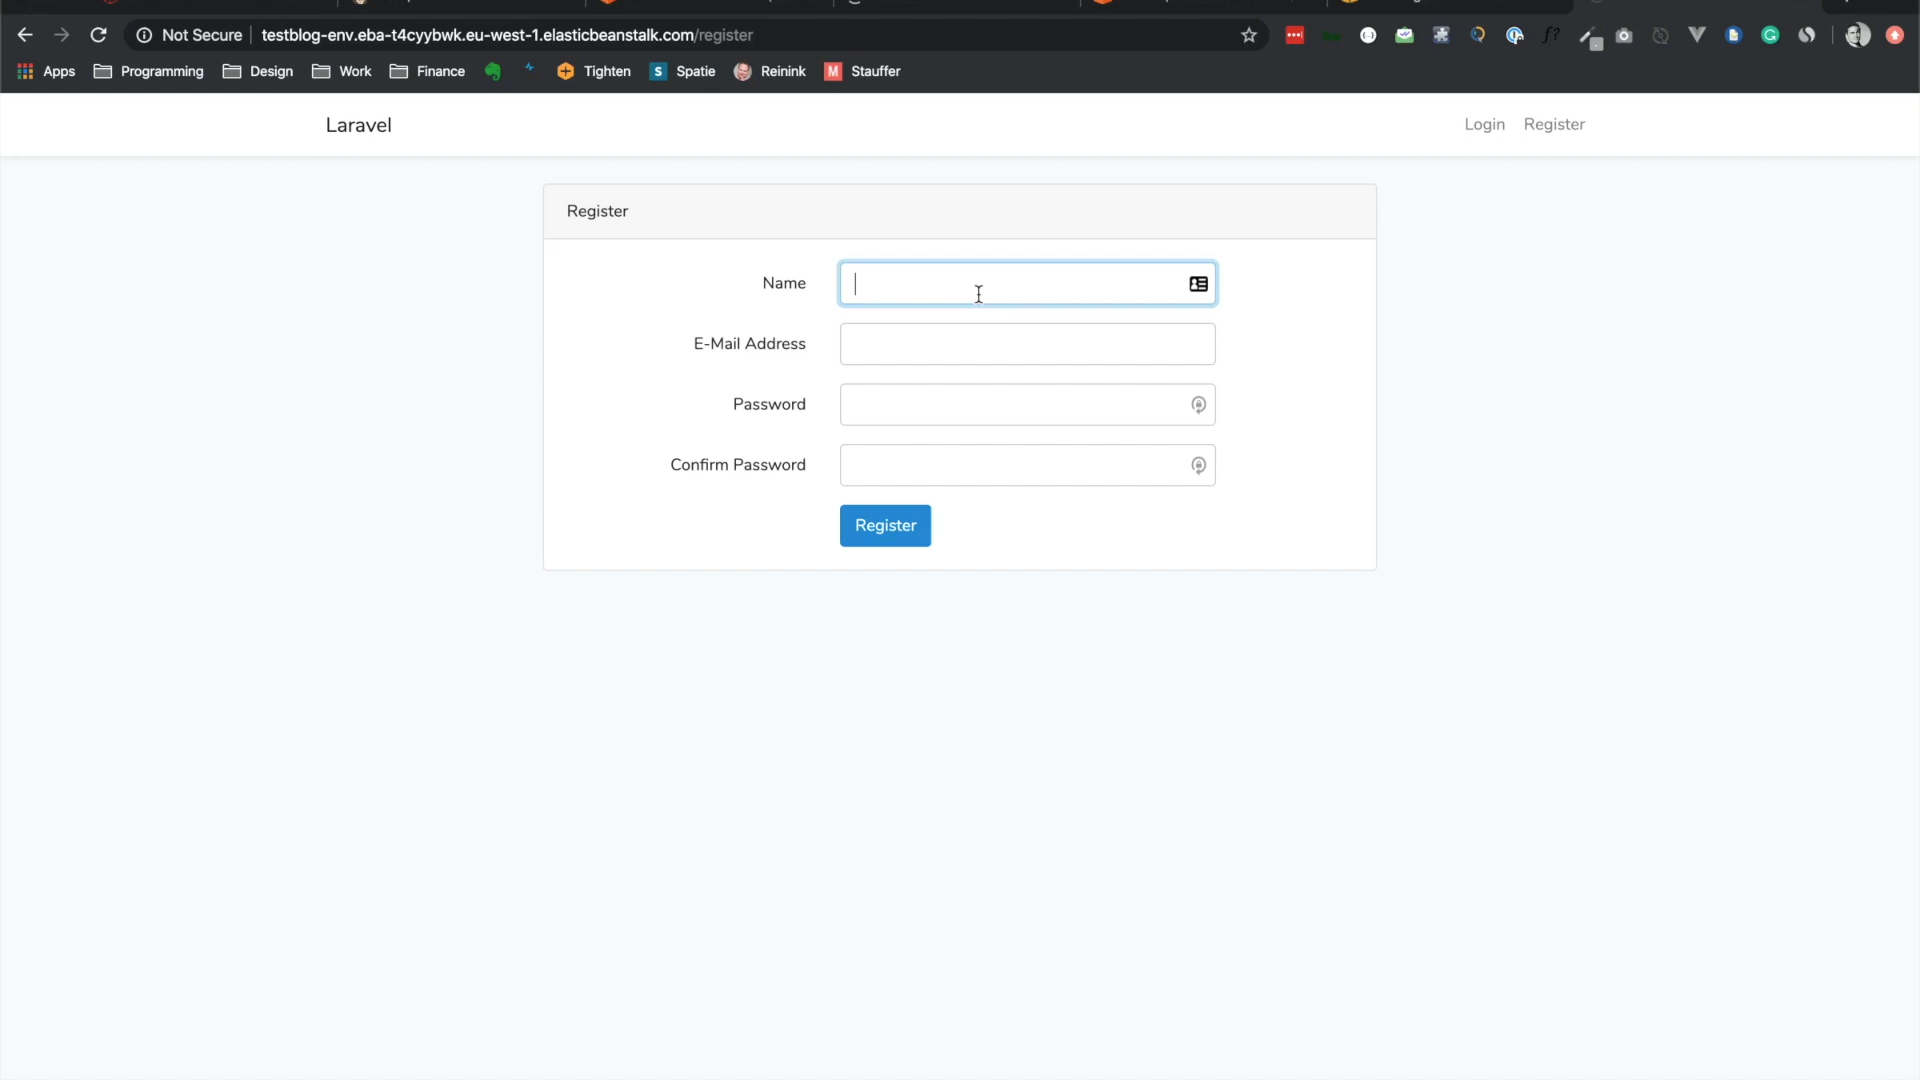 Not Secure testblog-env.eba-t4cyybwk.eu-west-1.elasticbeanstalk.com/register
Apps Programming Design Work Finance Tighten S Spatie Reinink M Stauffer
Laravel Login Register
Register
Name
E-Mail Address
Password
Confirm Password
Register